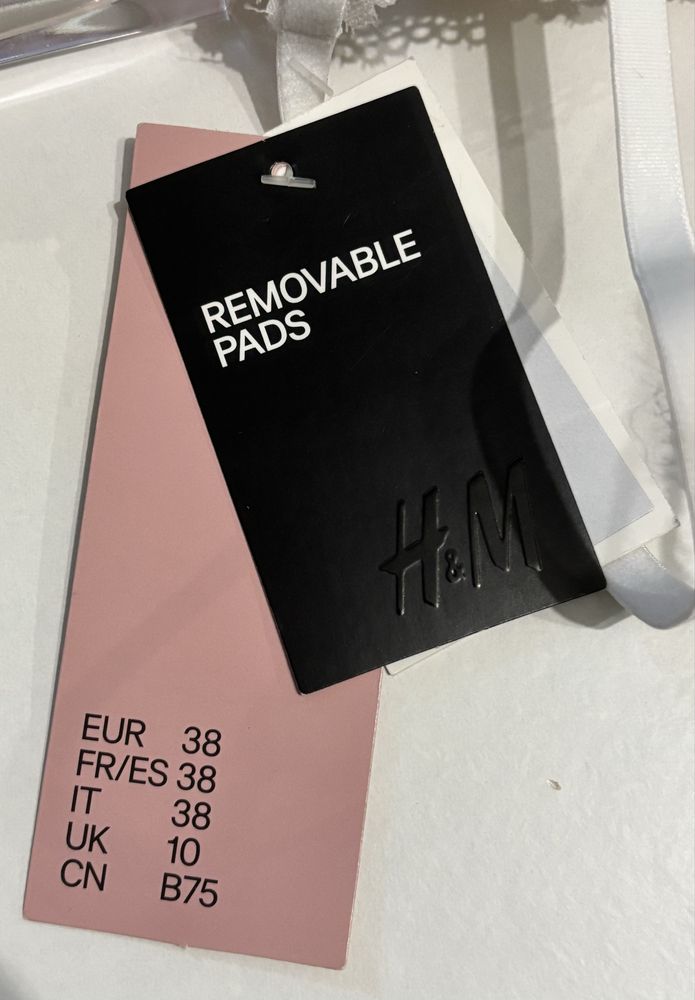 REMOVABLE
PADS
H&M
EUR 38
FR/ES 38
IT 38
UK 10
CN B75